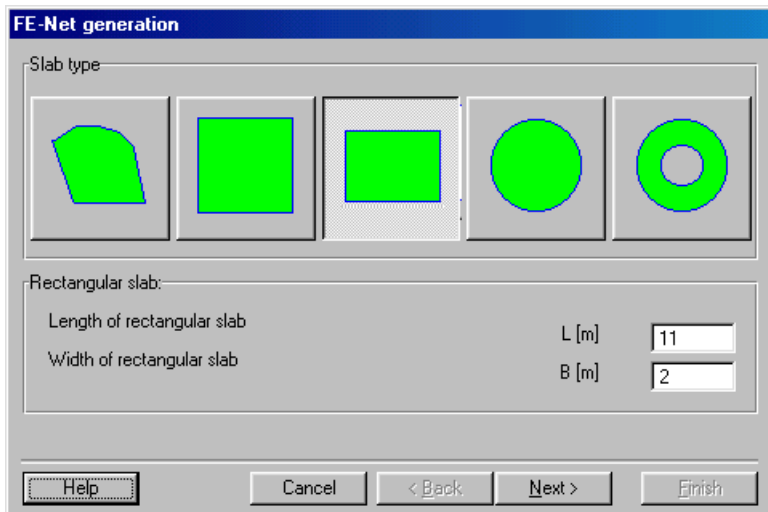 FE-Net generation
Slab type
Rectangular slab:
Length of rectangular slab
L [m]
11
Width of rectangular slab
B [m]
2
Help
Cancel
< Back
Next >
Finish